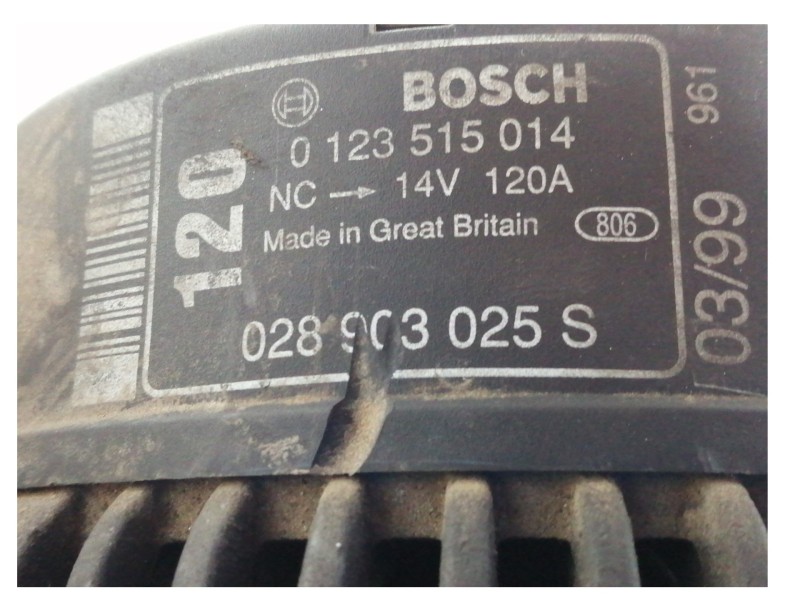 BOSCH
0 123 515 014
NC → 14V 120A
Made in Great Britain 806
028 903 025 S
120
961
03/99